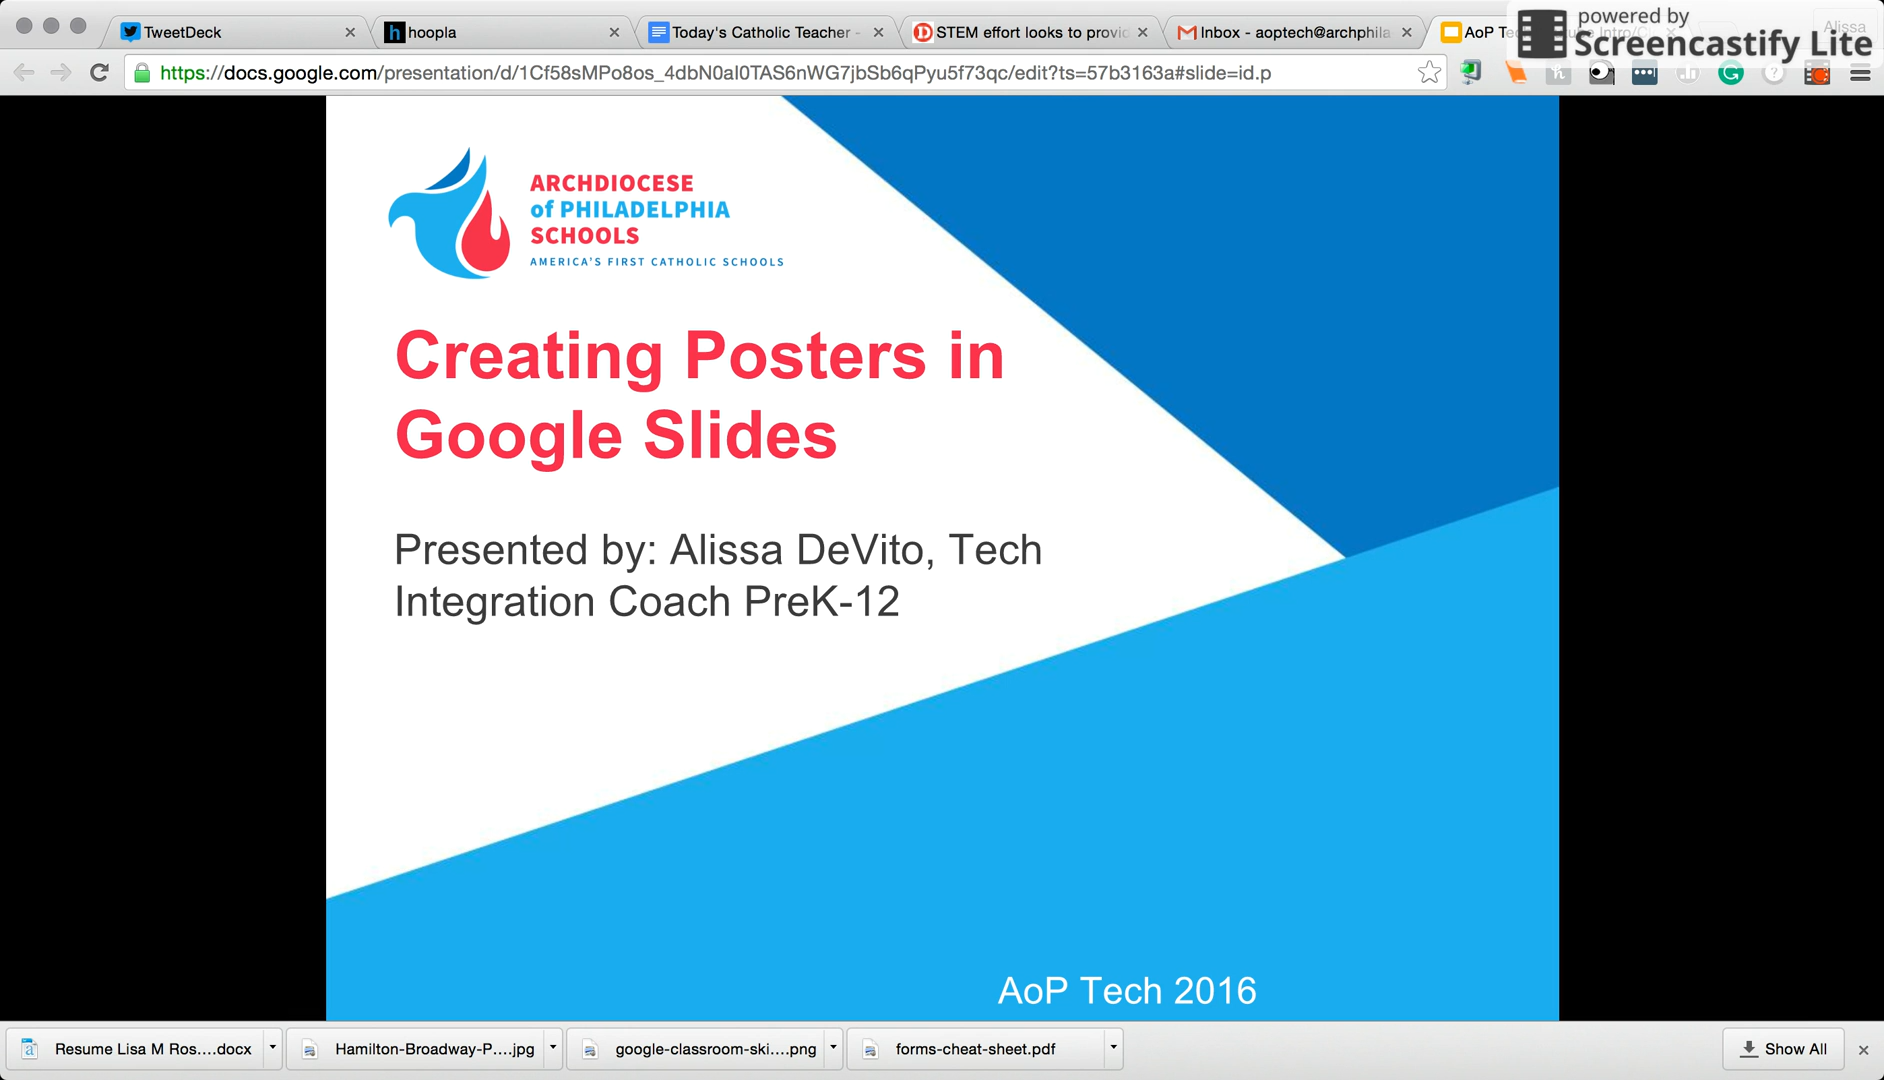 TweetDeck
hoopla
Today's Catholic Teacher -
STEM effort looks to provid
Inbox - aoptech@archphila
AoP Te
powered by
Screencastify Lite
Alissa
https://docs.google.com/presentation/d/1Cf58sMPo8os_4dbN0aI0TAS6nWG7jbSb6qPyu5f73qc/edit?ts=57b3163a#slide=id.p
ARCHDIOCESE
of PHILADELPHIA
SCHOOLS
AMERICA'S FIRST CATHOLIC SCHOOLS
Creating Posters in
Google Slides
Presented by: Alissa DeVito, Tech
Integration Coach PreK-12
AoP Tech 2016
Resume Lisa M Ros....docx
Hamilton-Broadway-P....jpg
google-classroom-ski....png
forms-cheat-sheet.pdf
Show All